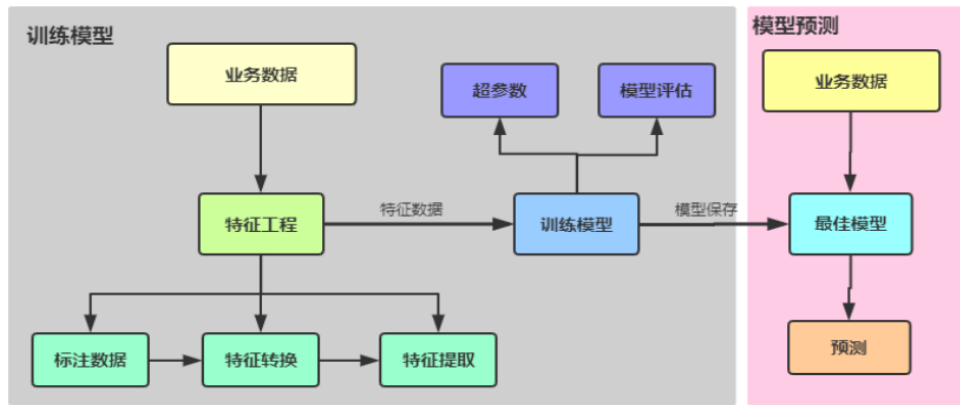 训练模型
模型预测
业务数据
超参数
模型评估
业务数据
特征工程
特征数据
训练模型
模型保存
最佳模型
标注数据
特征转换
特征提取
预测